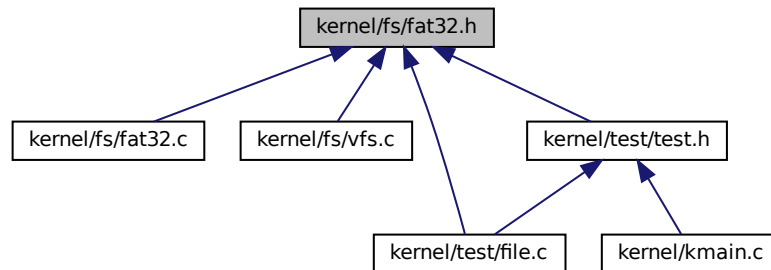 kernel/fs/fat32.h
kernel/fs/fat32.c
kernel/fs/vfs.c
kernel/test/test.h
kernel/test/file.c
kernel/kmain.c